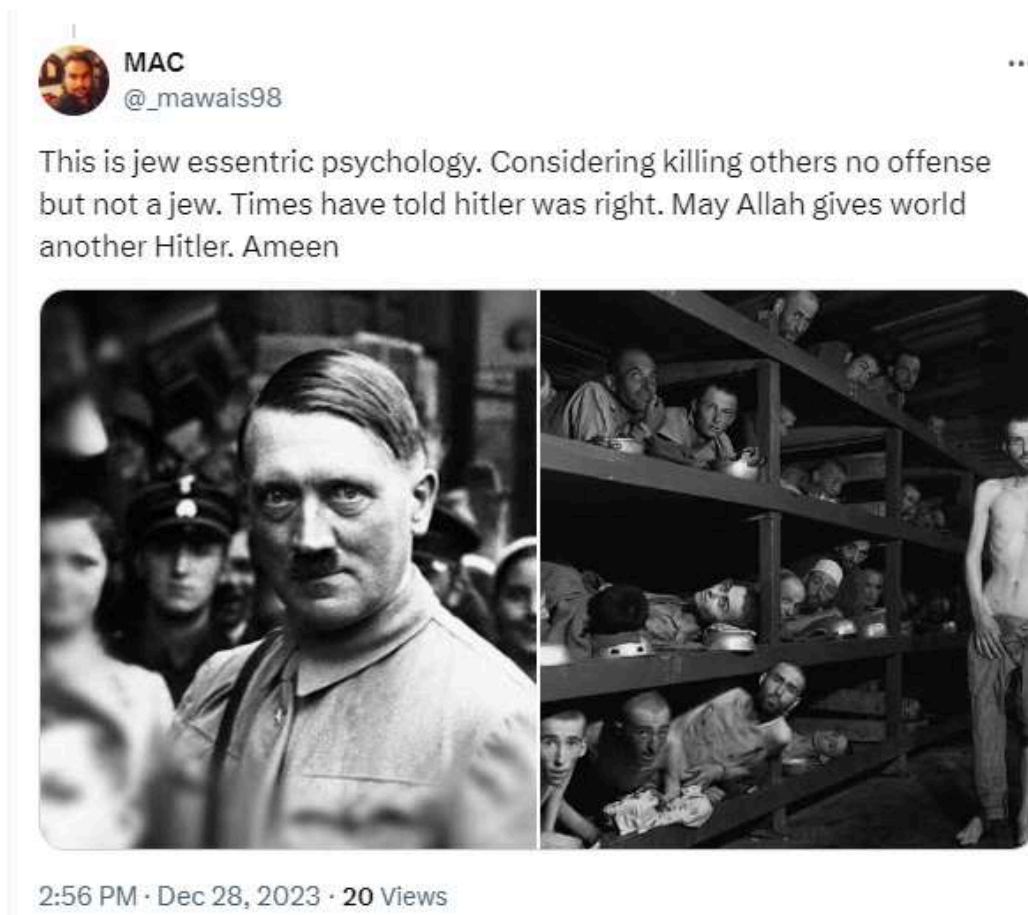 MAC
@_mawais98
This is jew essentric psychology. Considering killing others no offense
but not a jew. Times have told hitler was right. May Allah gives world
another Hitler. Ameen
2:56 PM · Dec 28, 2023 · 20 Views